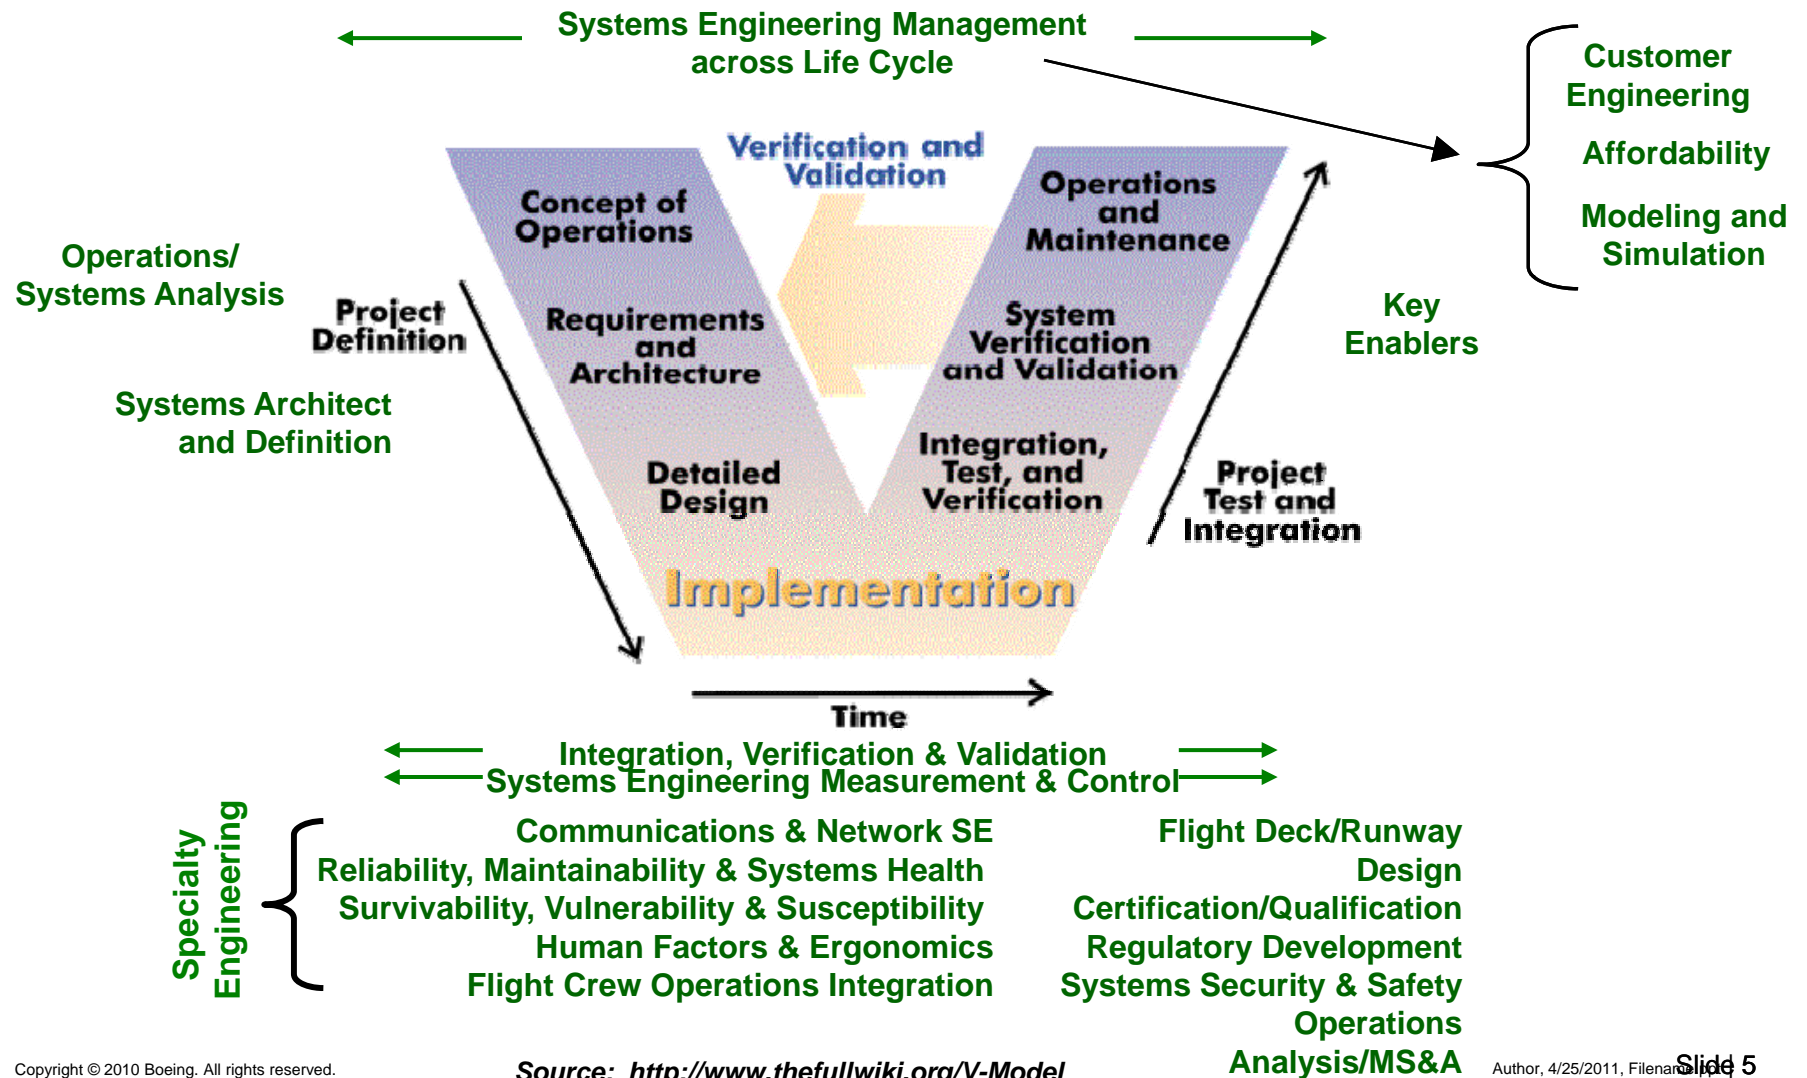 Systems Engineering Management
across Life Cycle
Customer
Engineering
Affordability
Modeling and
Simulation
Verification and
Validation
Concept of
Operations
Operations
and
Maintenance
Operations/
Systems Analysis
Project
Definition
Requirements
and
Architecture
System
Verification
and Validation
Key
Enablers
Systems Architect
and Definition
Detailed
Design
Integration,
Test, and
Verification
Project
Test and
Integration
Implementation
Time
Integration, Verification & Validation
Systems Engineering Measurement & Control
Specialty
Engineering
Communications & Network SE
Reliability, Maintainability & Systems Health
Survivability, Vulnerability & Susceptibility
Human Factors & Ergonomics
Flight Crew Operations Integration
Flight Deck/Runway
Design
Certification/Qualification
Regulatory Development
Systems Security & Safety
Operations
Analysis/MS&A
Copyright © 2010 Boeing. All rights reserved.
Source: http://www.thefullwiki.org/V-Model
Author, 4/25/2011,
Slide 5